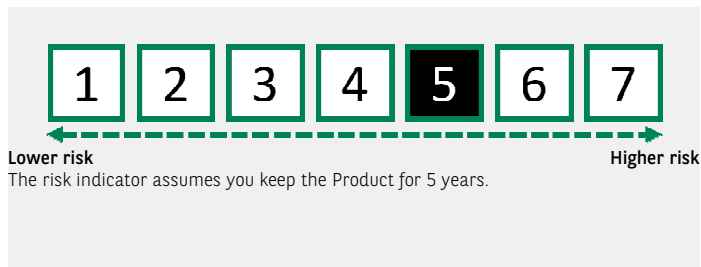 1 2 3 4 5 6 7
Lower risk Higher risk
The risk indicator assumes you keep the Product for 5 years.